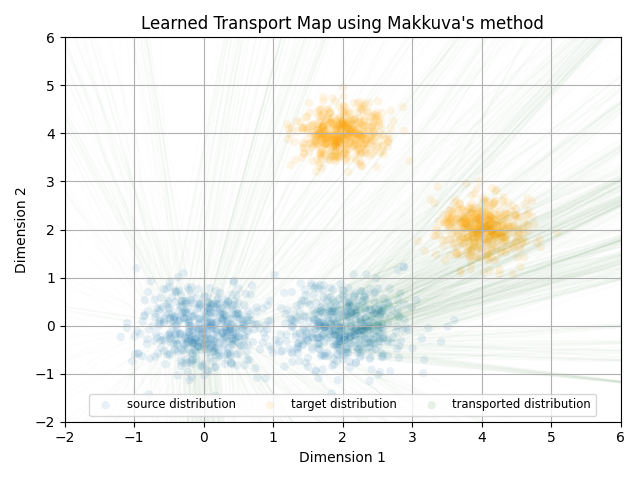 Learned Transport Map using Makkuva's method
6
5
4
3
2
1
0
−1
−2
Dimension 2
source distribution target distribution transported distribution
−2 −1 0 1 2 3 4 5 6
Dimension 1